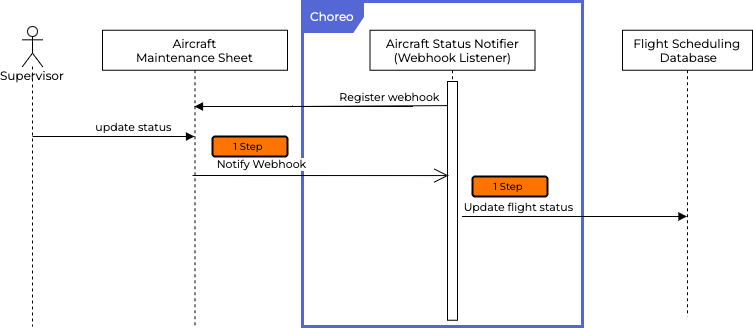 Choreo
Supervisor
Aircraft
Maintenance Sheet
Aircraft Status Notifier
(Webhook Listener)
Flight Scheduling
Database
Register webhook
update status
1 Step
Notify Webhook
1 Step
Update flight status